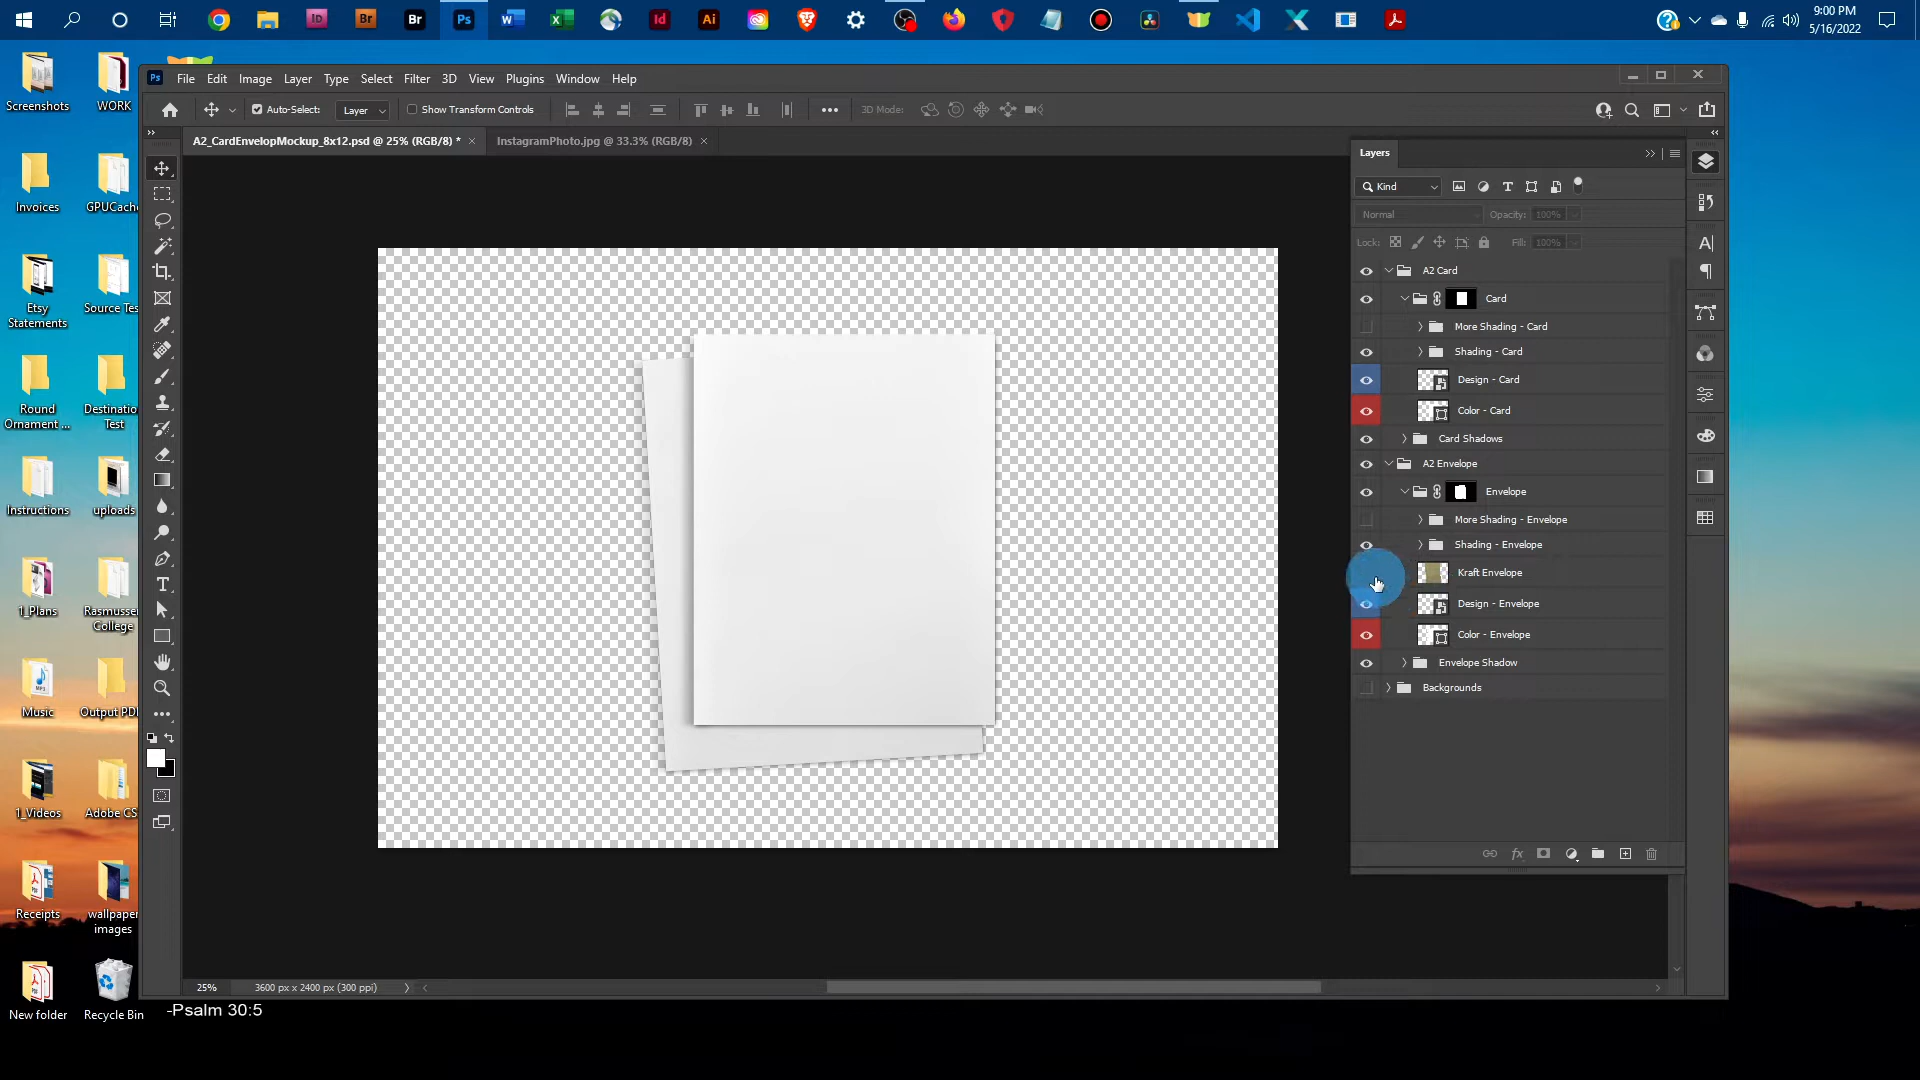 9:00 PM
5/16/2022
Screenshots
WORK
Invoices
GPUCache
Etsy
Statements
Source Tes
Round
Ornament ...
Destinatio
Test
Instructions
uploads
1_Plans
Rasmussen
College
Music
Output PD
1_Videos
Adobe CS
Receipts
wallpaper
images
New folder
Recycle Bin
-Psalm 30:5
Ps
File Edit Image Layer Type Select Filter 3D View Plugins Window Help
Auto-Select: Layer Show Transform Controls 3D Mode:
A2_CardEnvelopMockup_8x12.psd @ 25% (RGB/8) * × InstagramPhoto.jpg @ 33.3% (RGB/8) ×
Layers
Kind
Normal Opacity: 100%
Lock: Fill: 100%
A2 Card
Card
More Shading - Card
Shading - Card
Design - Card
Color - Card
Card Shadows
A2 Envelope
Envelope
More Shading - Envelope
Shading - Envelope
Kraft Envelope
Design - Envelope
Color - Envelope
Envelope Shadow
Backgrounds
25% 3600 px x 2400 px (300 ppi)